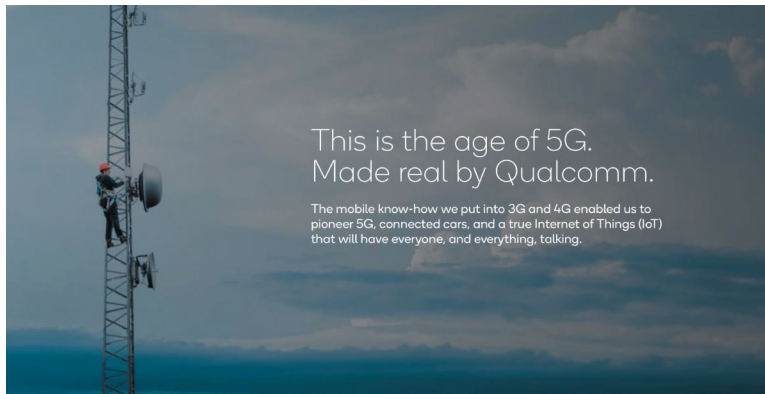 This is the age of 5G.
Made real by Qualcomm.
The mobile know-how we put into 3G and 4G enabled us to
pioneer 5G, connected cars, and a true Internet of Things (IoT)
that will have everyone, and everything, talking.